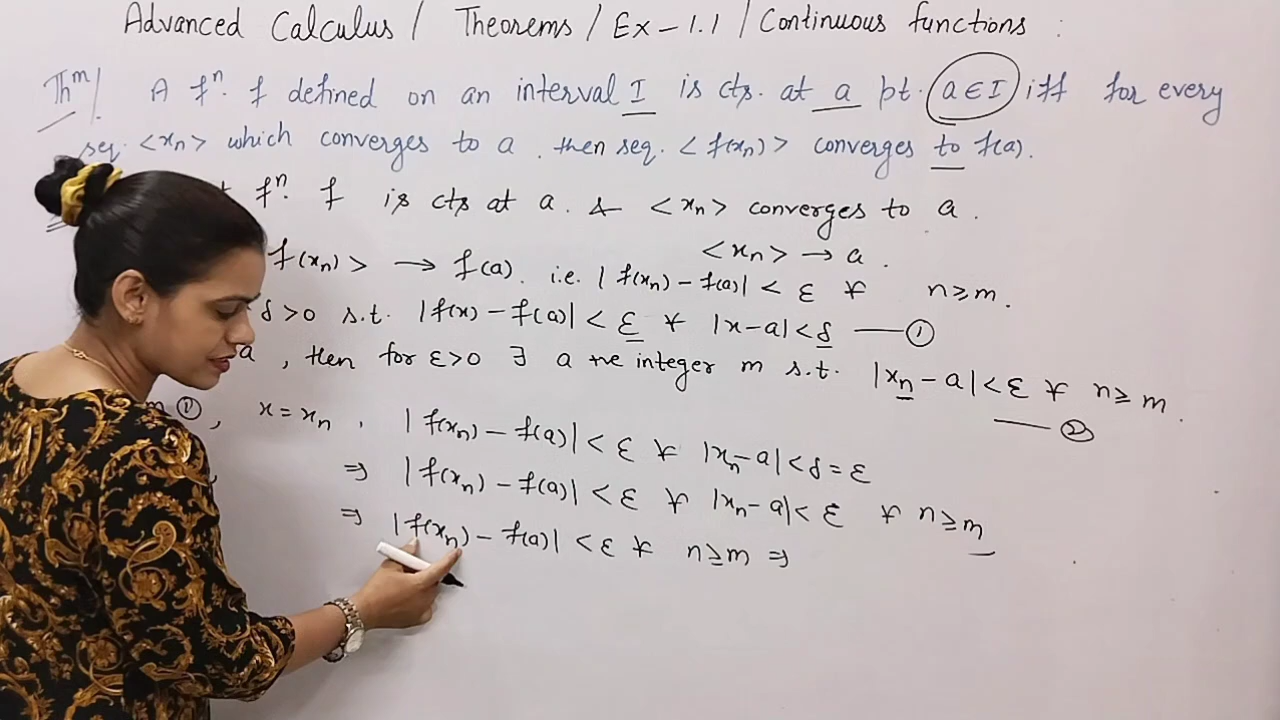 Advanced Calculus / Theorems / Ex-1.1 / Continuous functions :
Thᵐ/. A fⁿ. f defined on an interval I is cts. at a pt. a∈I iff for every
seq. <xn> which converges to a. then seq. <f(xn)> converges to f(a).
fⁿ. f is cts at a. & <xn> converges to a.
<xn> → a.
f(xn)> → f(a). i.e. |f(xn) - f(a)| < ε ∀ n≥m.
δ>0 s.t. |f(x) - f(a)| < ε ∀ |x-a|<δ —— ①
a, then for ε>0 ∃ a +ve integer m s.t. |xn - a|<ε ∀ n≥m.
—— ②
m ①, x = xn, |f(xn) - f(a)| < ε ∀ |xn-a|<δ = ε
⇒ |f(xn) - f(a)| < ε ∀ |xn-a|<ε ∀ n≥m
⇒ |f(xn) - f(a)| < ε ∀ n≥m ⇒